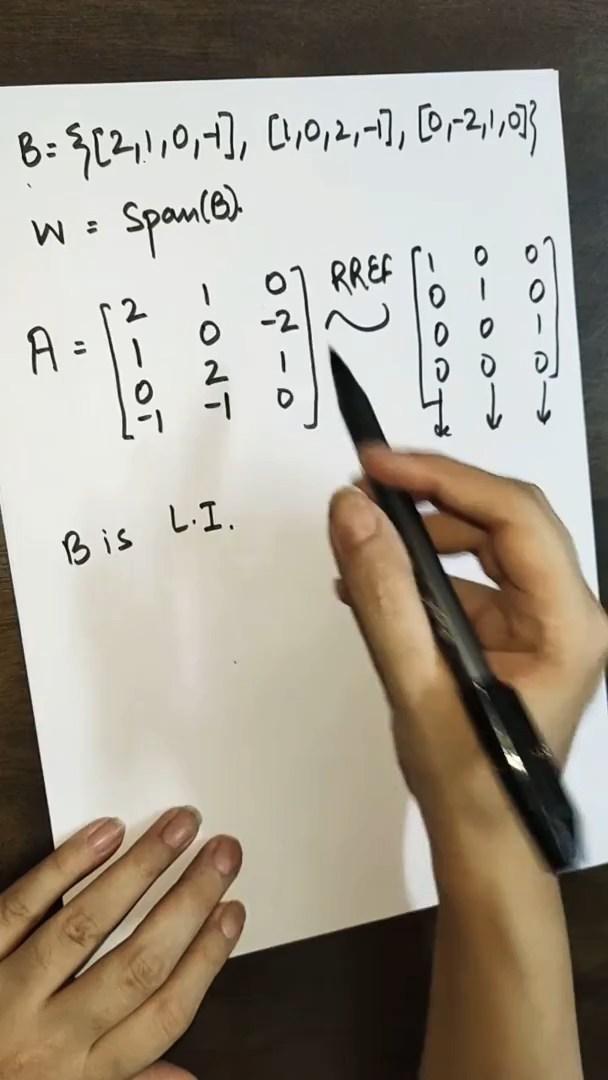 B = {[2,1,0,-1], [1,0,2,-1], [0,-2,1,0]}
W = Span(B).
A = [2 1 0; 1 0 -2; 0 2 1; -1 -1 0] RREF ~ [1 0 0; 0 1 0; 0 0 1; 0 0 0]
↓ ↓ ↓
B is L.I.